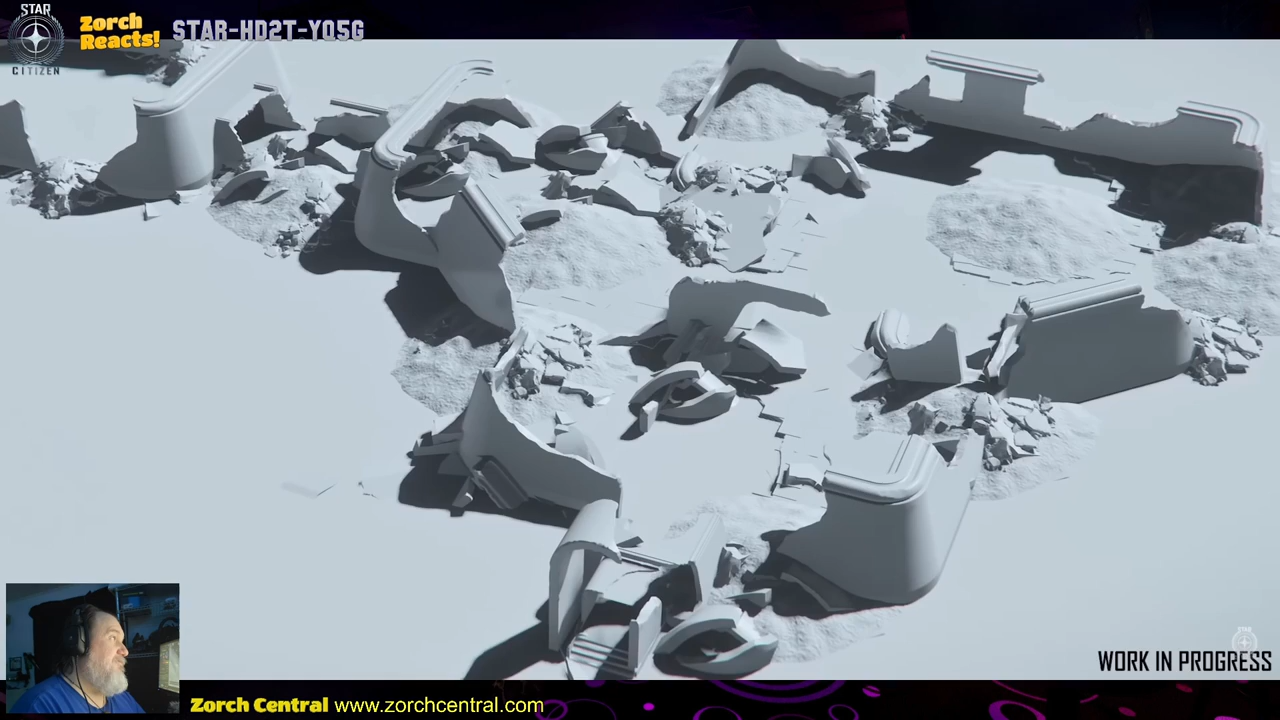 STAR
CITIZEN
Zorch
Reacts!
STAR-HD2T-YQ5G
WORK IN PROGRESS
Zorch Central www.zorchcentral.com